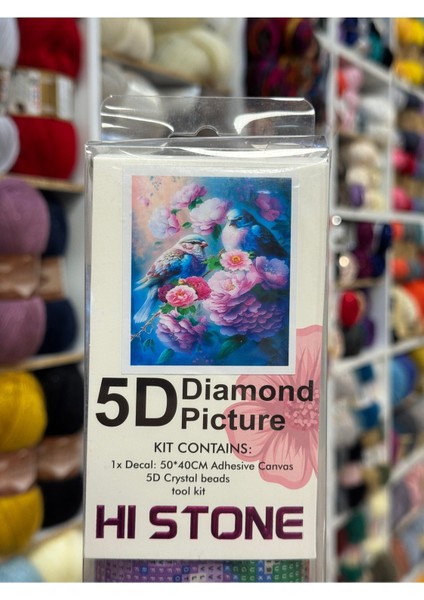 5D Diamond
Picture
KIT CONTAINS:
1x Decal: 50*40CM Adhesive Canvas
5D Crystal beads
tool kit
HI STONE